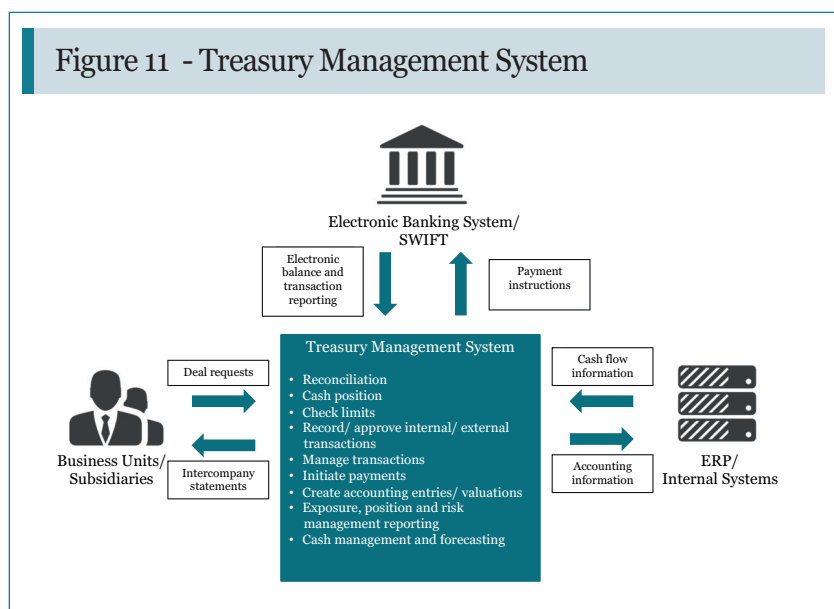 Figure 11 - Treasury Management System
Electronic Banking System/
SWIFT
Electronic
balance and
transaction
reporting
Payment
instructions
Treasury Management System
• Reconciliation
• Cash position
• Check limits
• Record/ approve internal/ external
transactions
• Manage transactions
• Initiate payments
• Create accounting entries/ valuations
• Exposure, position and risk
management reporting
• Cash management and forecasting
Deal requests
Business Units/
Subsidiaries
Intercompany
statements
Cash flow
information
ERP/
Internal Systems
Accounting
information